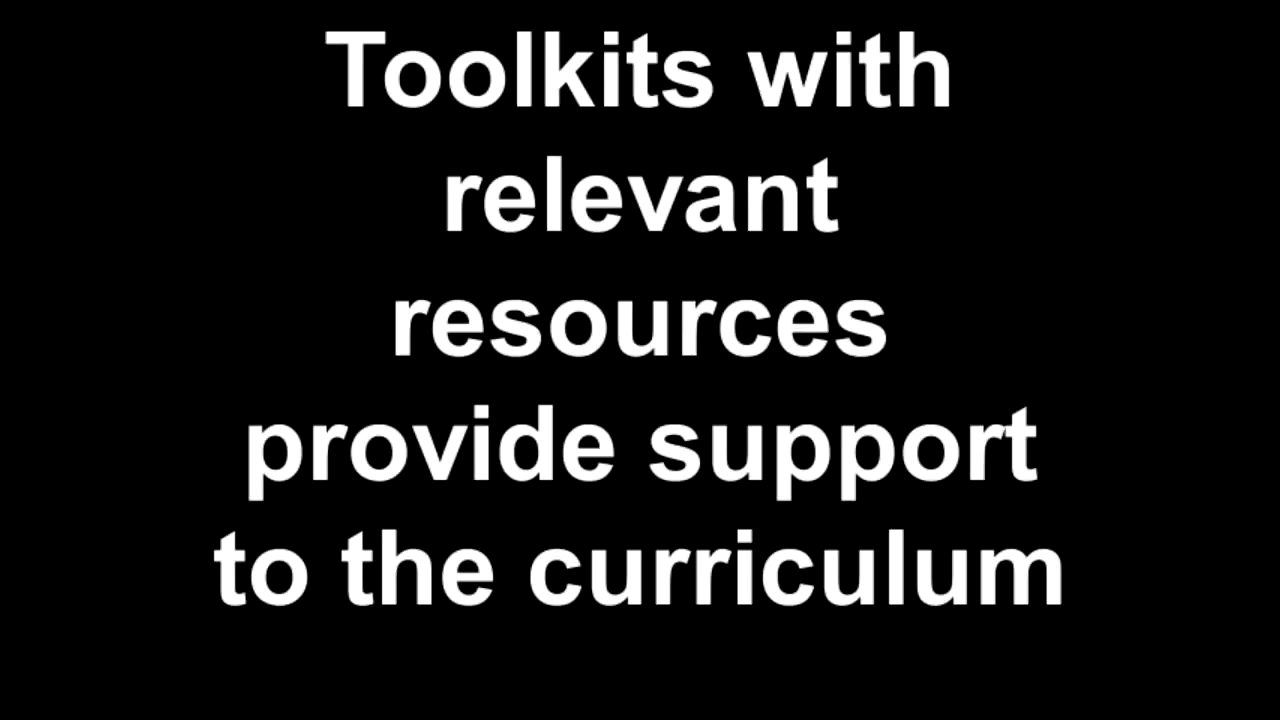 Toolkits with
relevant
resources
provide support
to the curriculum